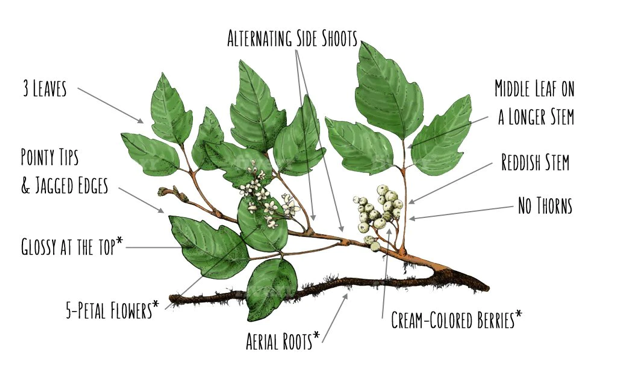 Alternating Side Shoots
3 Leaves
Middle Leaf on
a Longer Stem
Pointy Tips
& Jagged Edges
Reddish Stem
No Thorns
Glossy at the top*
5-Petal Flowers*
Aerial Roots*
Cream-Colored Berries*